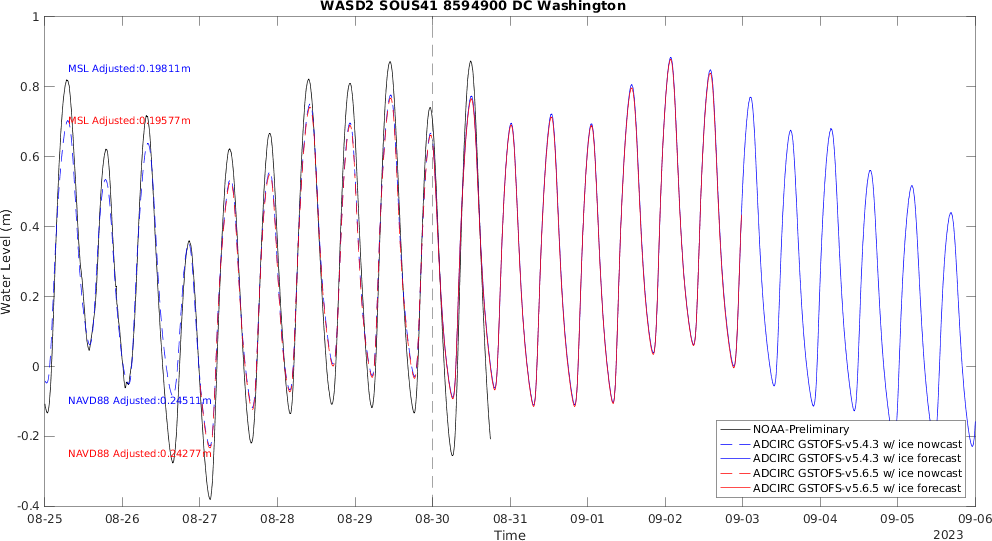 WASD2 SOUS41 8594900 DC Washington
1
0.8
0.6
0.4
0.2
0
-0.2
-0.4
Water Level (m)
MSL Adjusted:0.19811m
MSL Adjusted:0.19577m
NAVD88 Adjusted:0.24511m
NAVD88 Adjusted:0.24277m
NOAA-Preliminary
ADCIRC GSTOFS-v5.4.3 w/ ice nowcast
ADCIRC GSTOFS-v5.4.3 w/ ice forecast
ADCIRC GSTOFS-v5.6.5 w/ ice nowcast
ADCIRC GSTOFS-v5.6.5 w/ ice forecast
08-25 08-26 08-27 08-28 08-29 08-30 08-31 09-01 09-02 09-03 09-04 09-05 09-06
Time
2023